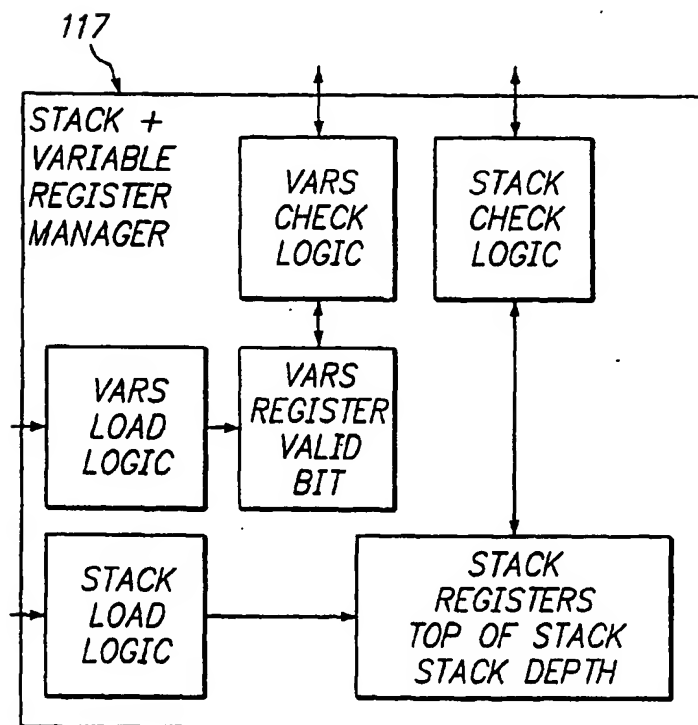 117
STACK +
VARIABLE
REGISTER
MANAGER
VARS
CHECK
LOGIC
STACK
CHECK
LOGIC
VARS
LOAD
LOGIC
VARS
REGISTER
VALID
BIT
STACK
LOAD
LOGIC
STACK
REGISTERS
TOP OF STACK
STACK DEPTH